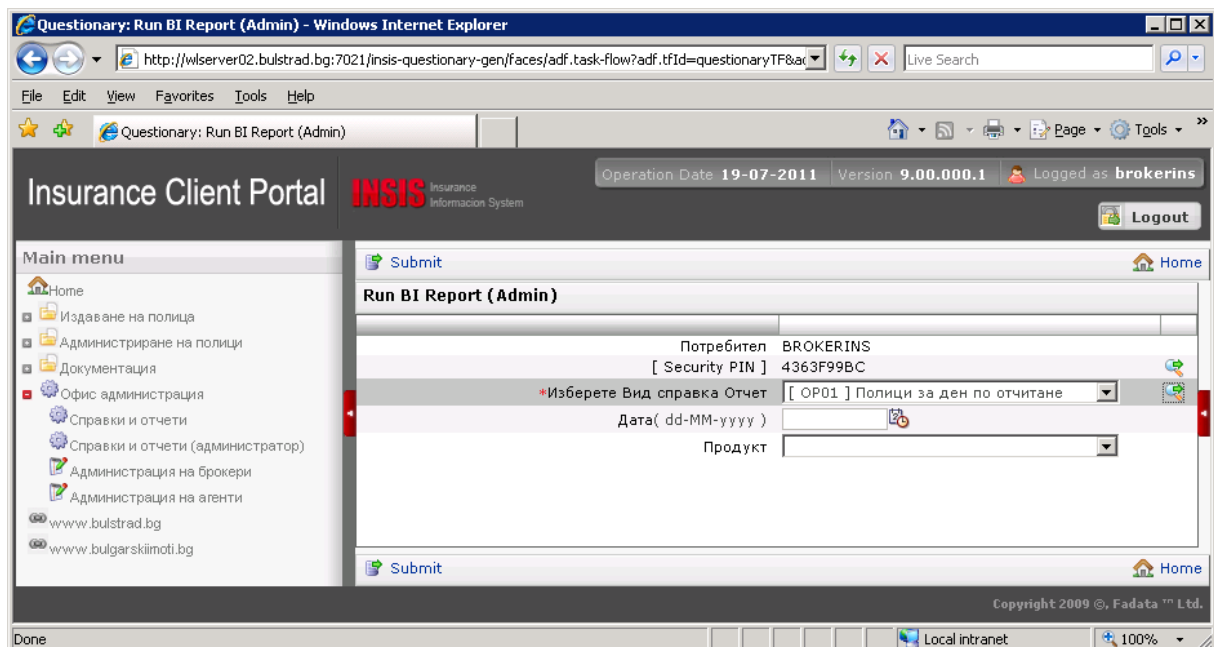 Questionary: Run BI Report (Admin) - Windows Internet Explorer
http://wlserver02.bulstrad.bg:7021/insis-questionary-gen/faces/adf.task-flow?adf.tfId=questionaryTF&ac
Live Search
File Edit View Favorites Tools Help
Questionary: Run BI Report (Admin)
Page Tools »
Insurance Client Portal
INSIS Insurance Informacion System
Operation Date 19-07-2011 Version 9.00.000.1 Logged as brokerins
Logout
Main menu
Home
Издаване на полица
Администриране на полици
Документация
Офис администрация
Справки и отчети
Справки и отчети (администратор)
Администрация на брокери
Администрация на агенти
www.bulstrad.bg
www.bulgarskiimoti.bg
Submit Home
Run BI Report (Admin)
Потребител BROKERINS
[ Security PIN ] 4363F99BC
*Изберете Вид справка Отчет [ OP01 ] Полици за ден по отчитане
Дата( dd-MM-yyyy )
Продукт
Submit Home
Copyright 2009 ©, Fadata ™ Ltd.
Done Local intranet 100%